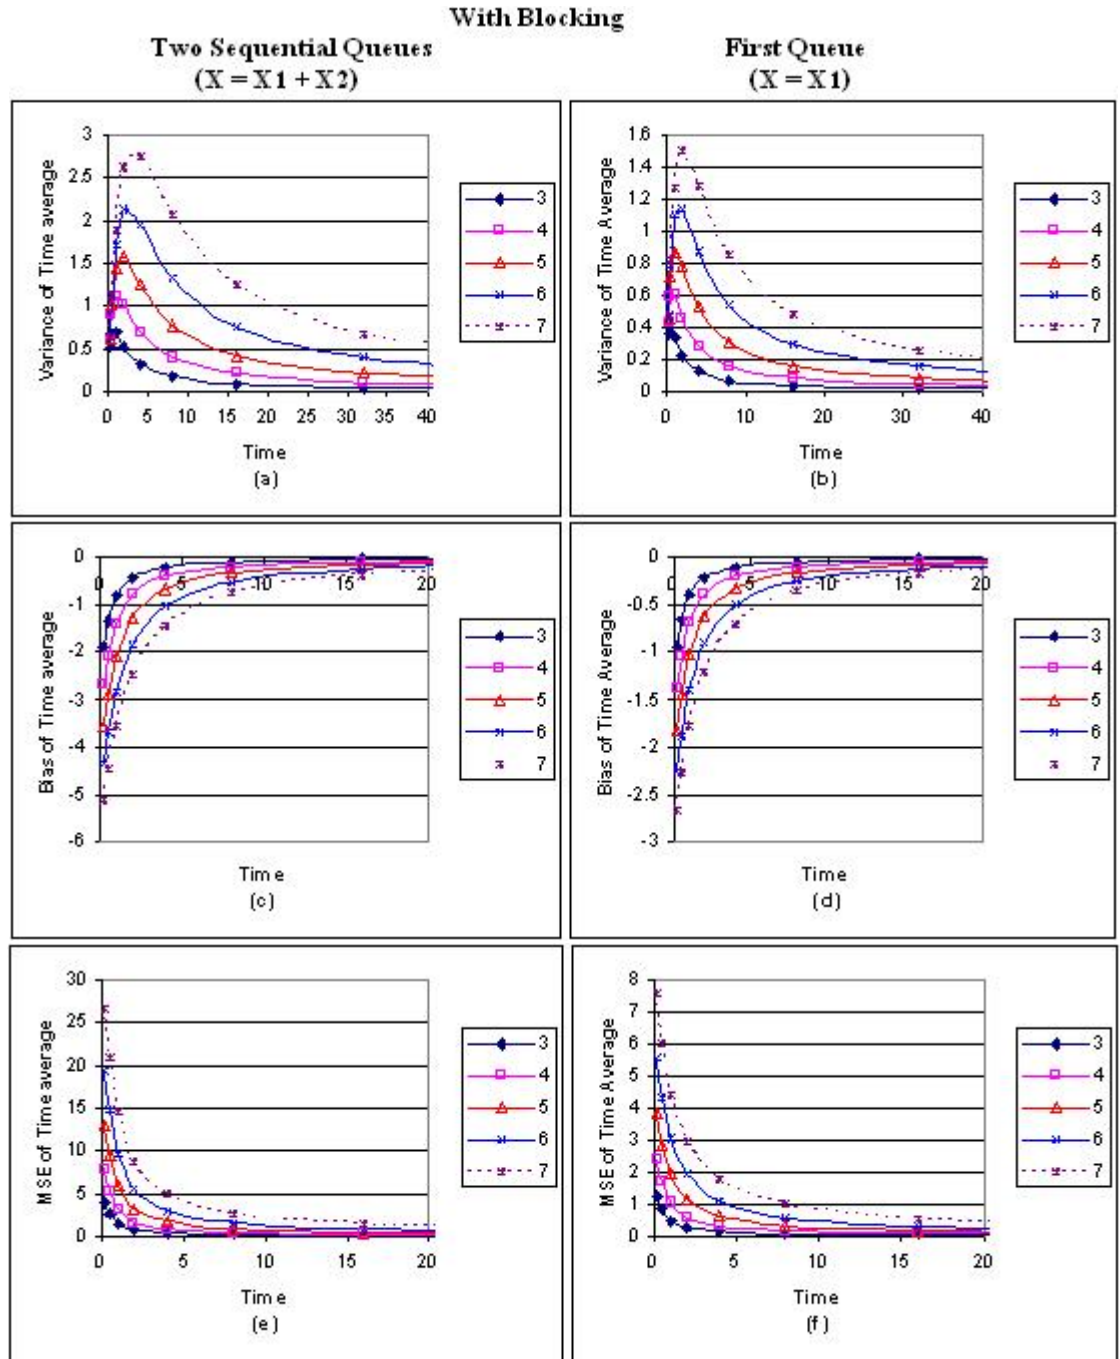 With Blocking
Two Sequential Queues
(X = X1 + X2)
First Queue
(X = X1)
Variance of Time average
3
2.5
2
1.5
1
0.5
0
0 5 10 15 20 25 30 35 40
Time
(a)
3
4
5
6
7
Variance of Time Average
1.6
1.4
1.2
1
0.8
0.6
0.4
0.2
0
0 10 20 30 40
Time
(b)
3
4
5
6
7
Bias of Time average
0
-1
-2
-3
-4
-5
-6
0 5 10 15 20
Time
(c)
3
4
5
6
7
Bias of Time Average
0
-0.5
-1
-1.5
-2
-2.5
-3
0 5 10 15 20
Time
(d)
3
4
5
6
7
MSE of Time average
30
25
20
15
10
5
0
0 5 10 15 20
Time
(e)
3
4
5
6
7
MSE of Time Average
8
7
6
5
4
3
2
1
0
0 5 10 15 20
Time
(f)
3
4
5
6
7